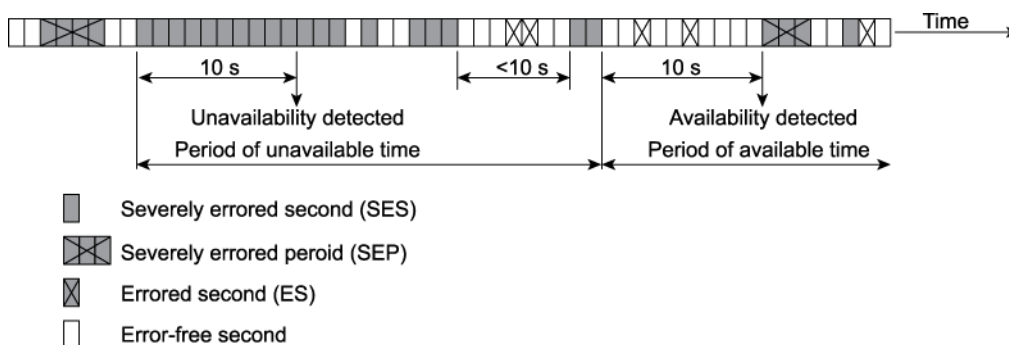 Time
10 s
<10 s
10 s
Unavailability detected
Availability detected
Period of unavailable time
Period of available time
Severely errored second (SES)
Severely errored peroid (SEP)
Errored second (ES)
Error-free second